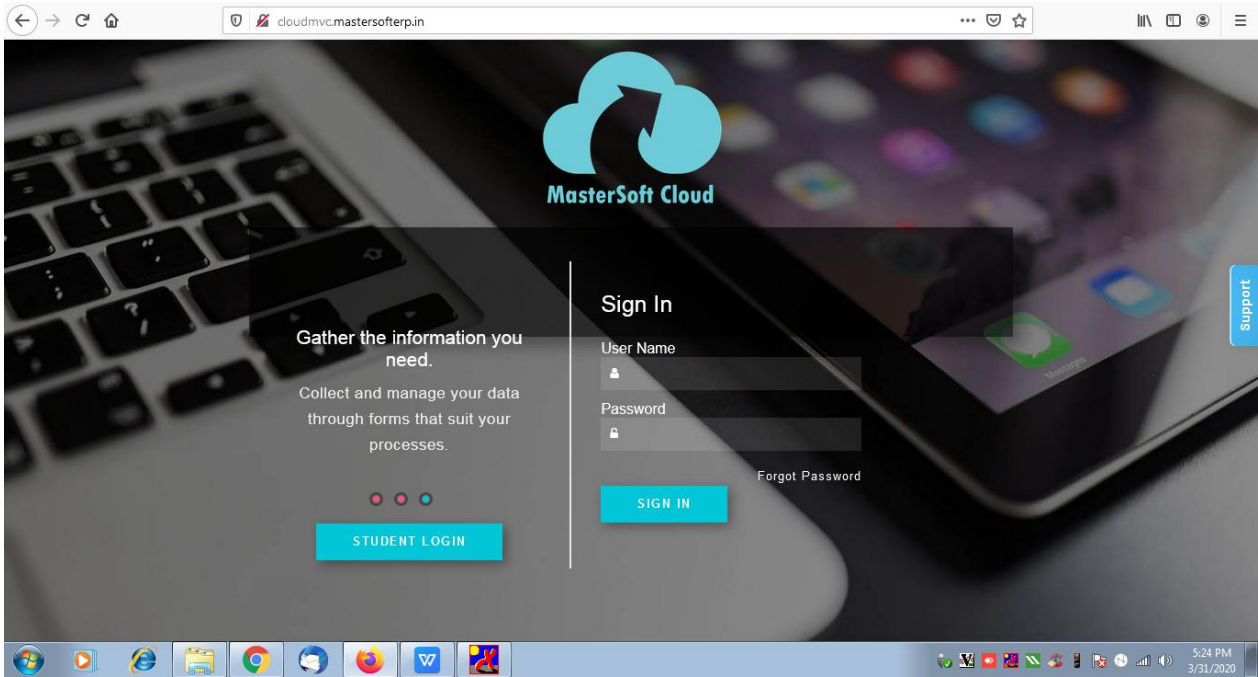 cloudmvc.mastersofterp.in
MasterSoft Cloud
Gather the information you
need.
Collect and manage your data
through forms that suit your
processes.
STUDENT LOGIN
Sign In
User Name
Password
Forgot Password
SIGN IN
Support
Messages
5:24 PM
3/31/2020